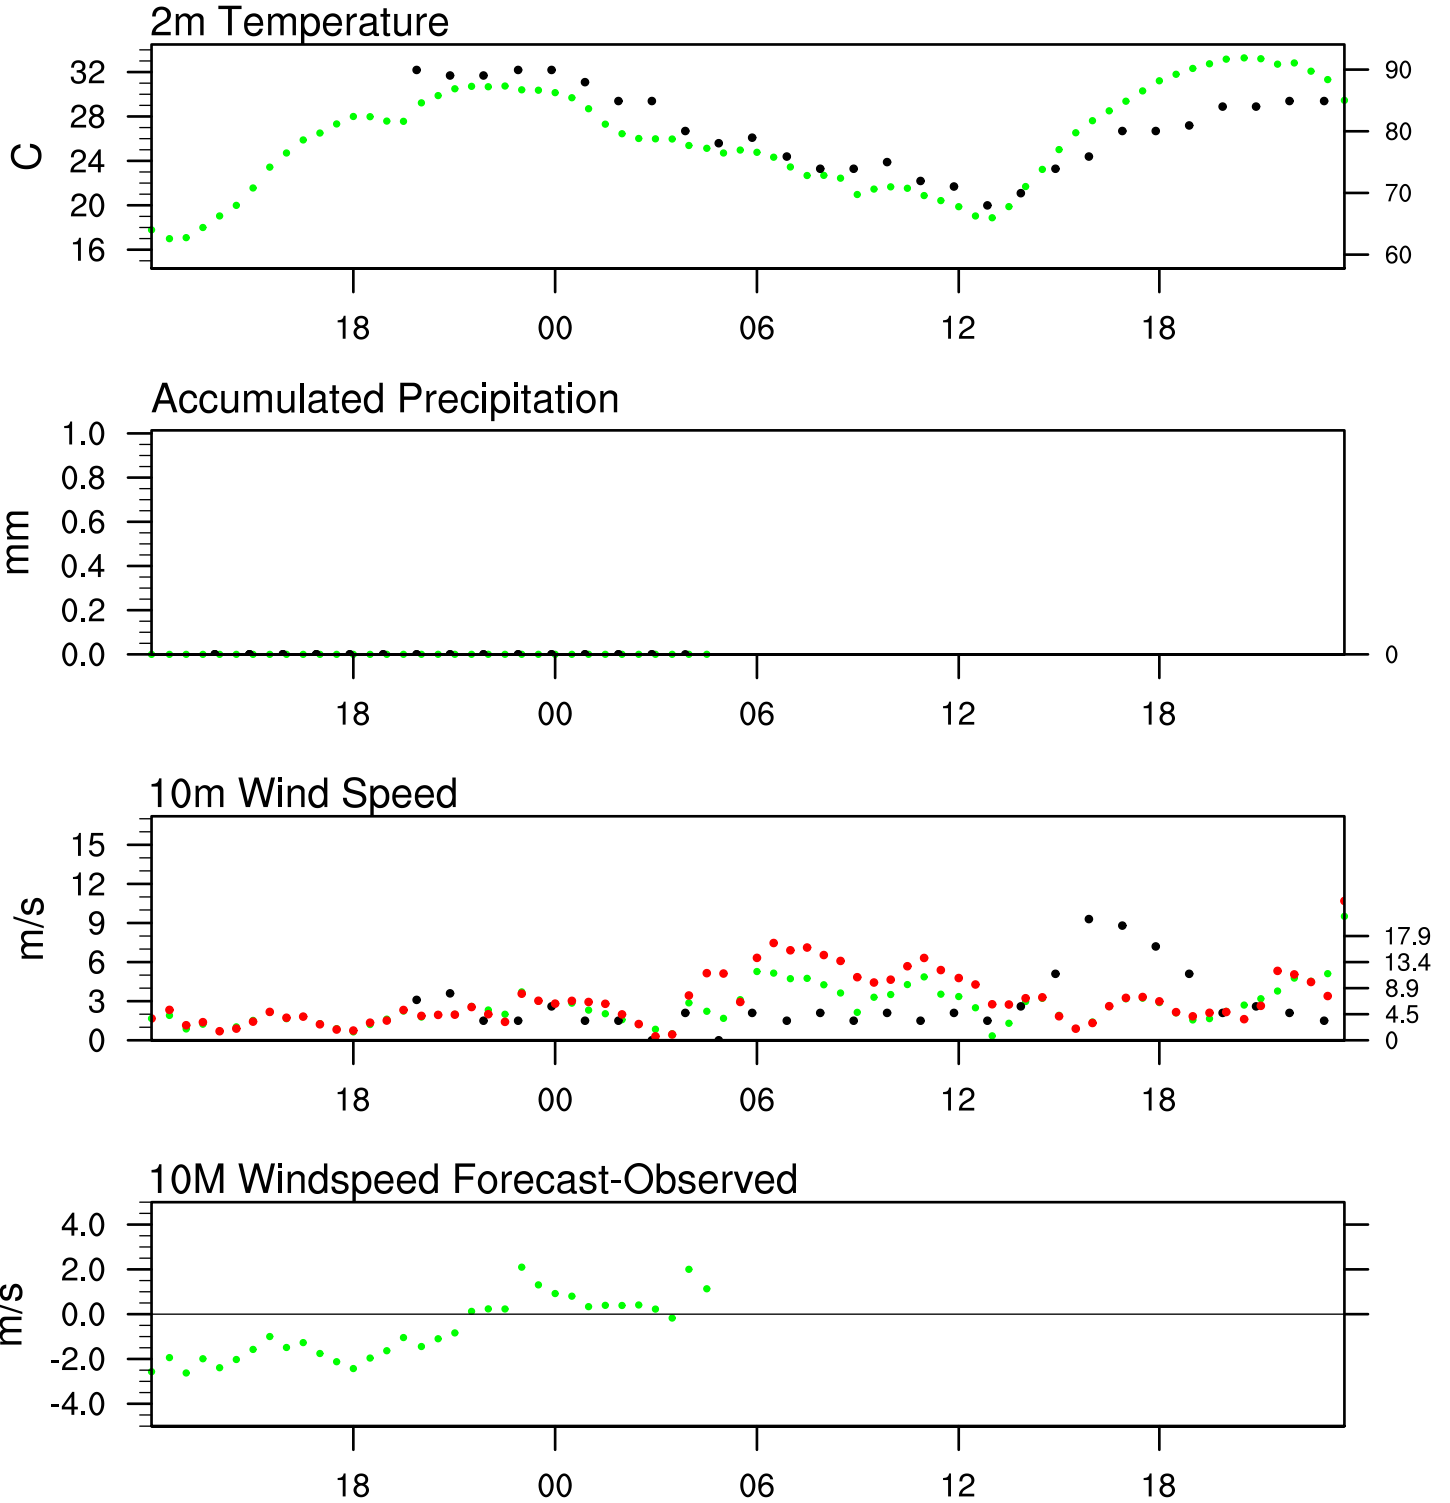 2m Temperature
C
32
28
24
20
16
90
80
70
60
18 00 06 12 18
Accumulated Precipitation
mm
1.0
0.8
0.6
0.4
0.2
0.0
0
18 00 06 12 18
10m Wind Speed
m/s
15
12
9
6
3
0
17.9
13.4
8.9
4.5
0
18 00 06 12 18
10M Windspeed Forecast-Observed
m/s
4.0
2.0
0.0
-2.0
-4.0
18 00 06 12 18